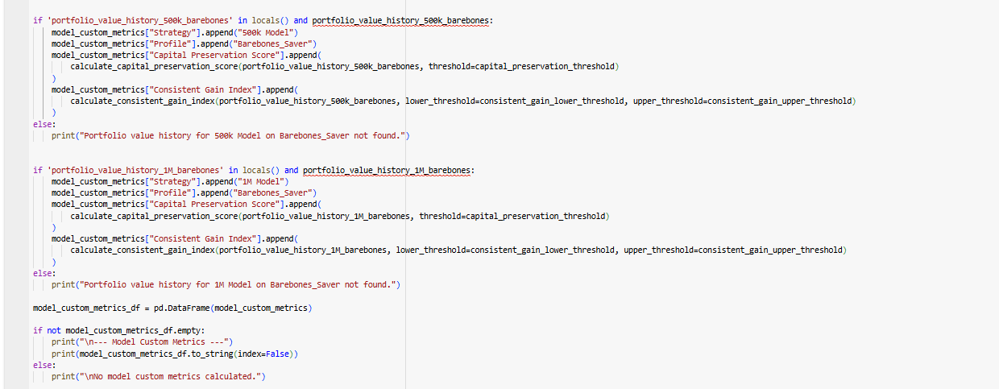 if 'portfolio_value_history_500k_barebones' in locals() and portfolio_value_history_500k_barebones:
    model_custom_metrics["Strategy"].append("500k Model")
    model_custom_metrics["Profile"].append("Barebones_Saver")
    model_custom_metrics["Capital Preservation Score"].append(
        calculate_capital_preservation_score(portfolio_value_history_500k_barebones, threshold=capital_preservation_threshold)
    )
    model_custom_metrics["Consistent Gain Index"].append(
        calculate_consistent_gain_index(portfolio_value_history_500k_barebones, lower_threshold=consistent_gain_lower_threshold, upper_threshold=consistent_gain_upper_threshold)
    )
else:
    print("Portfolio value history for 500k Model on Barebones_Saver not found.")
if 'portfolio_value_history_1M_barebones' in locals() and portfolio_value_history_1M_barebones:
    model_custom_metrics["Strategy"].append("1M Model")
    model_custom_metrics["Profile"].append("Barebones_Saver")
    model_custom_metrics["Capital Preservation Score"].append(
        calculate_capital_preservation_score(portfolio_value_history_1M_barebones, threshold=capital_preservation_threshold)
    )
    model_custom_metrics["Consistent Gain Index"].append(
        calculate_consistent_gain_index(portfolio_value_history_1M_barebones, lower_threshold=consistent_gain_lower_threshold, upper_threshold=consistent_gain_upper_threshold)
    )
else:
    print("Portfolio value history for 1M Model on Barebones_Saver not found.")
model_custom_metrics_df = pd.DataFrame(model_custom_metrics)
if not model_custom_metrics_df.empty:
    print("\n--- Model Custom Metrics ---")
    print(model_custom_metrics_df.to_string(index=False))
else:
    print("\nNo model custom metrics calculated.")